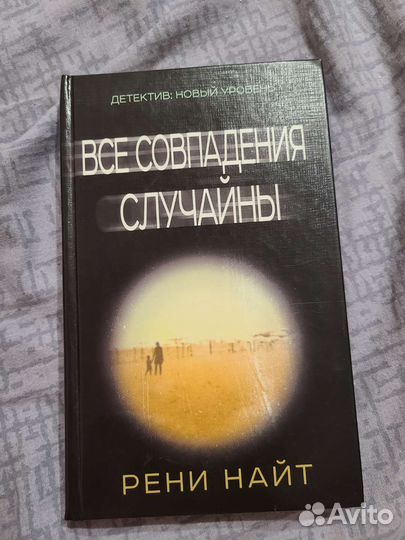 ДЕТЕКТИВ: НОВЫЙ УРОВЕНЬ
ВСЕ СОВПАДЕНИЯ
СЛУЧАЙНЫ
РЕНИ НАЙТ
Avito